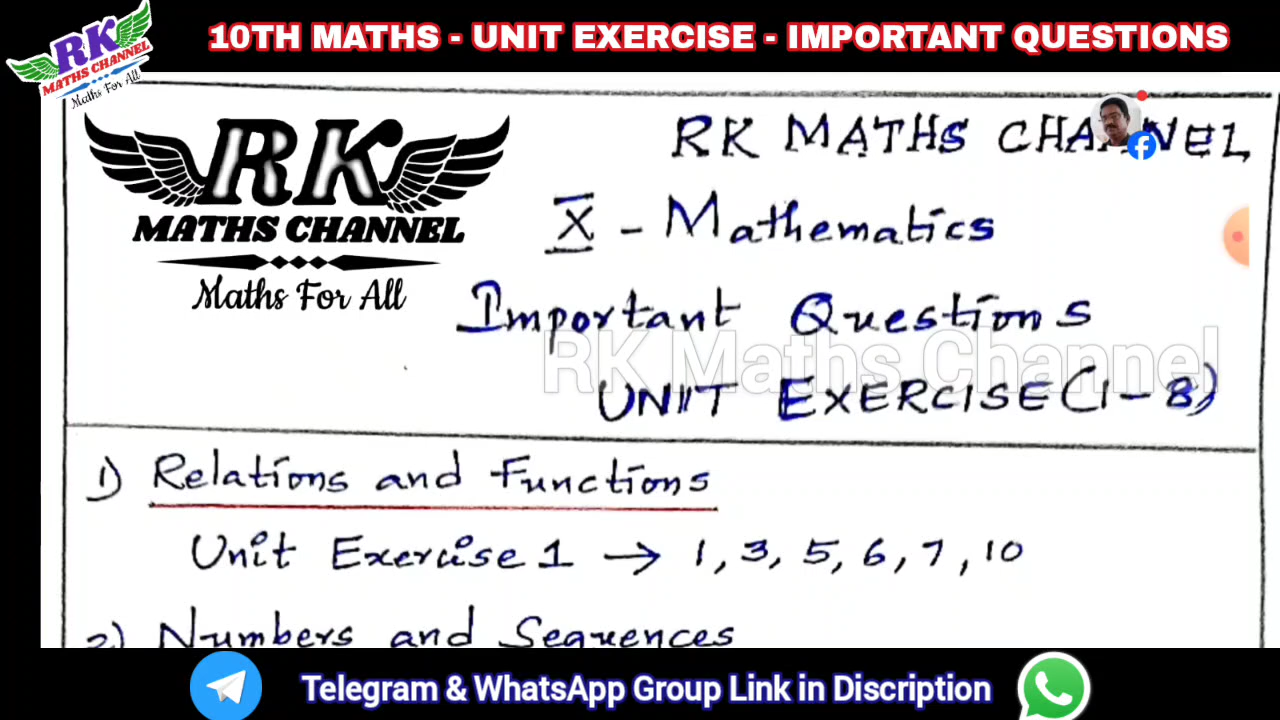 RK
MATHS CHANNEL
Maths For All
10TH MATHS - UNIT EXERCISE - IMPORTANT QUESTIONS
RK
MATHS CHANNEL
Maths For All
RK MATHS CHANNEL
X - Mathematics
Important Questions
RK Maths Channel
UNIT EXERCISE (1-8)
1) Relations and Functions
Unit Exercise 1 → 1, 3, 5, 6, 7, 10
2) Numbers and Sequences
Telegram & WhatsApp Group Link in Discription